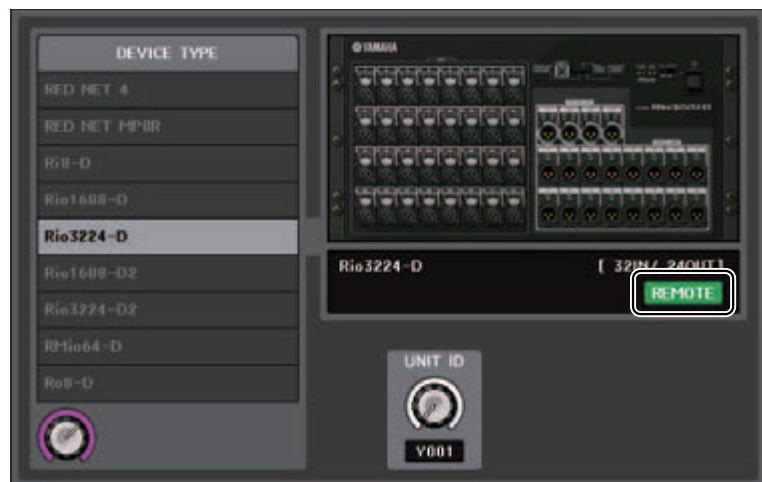 DEVICE TYPE
RED NET 4
RED NET MP8R
Ri8-D
Rio1608-D
Rio3224-D
Rio1608-D2
Rio3224-D2
RMio64-D
Ro8-D
YAMAHA
Rio3224-D [ 32IN/ 24OUT]
REMOTE
UNIT ID
Y001